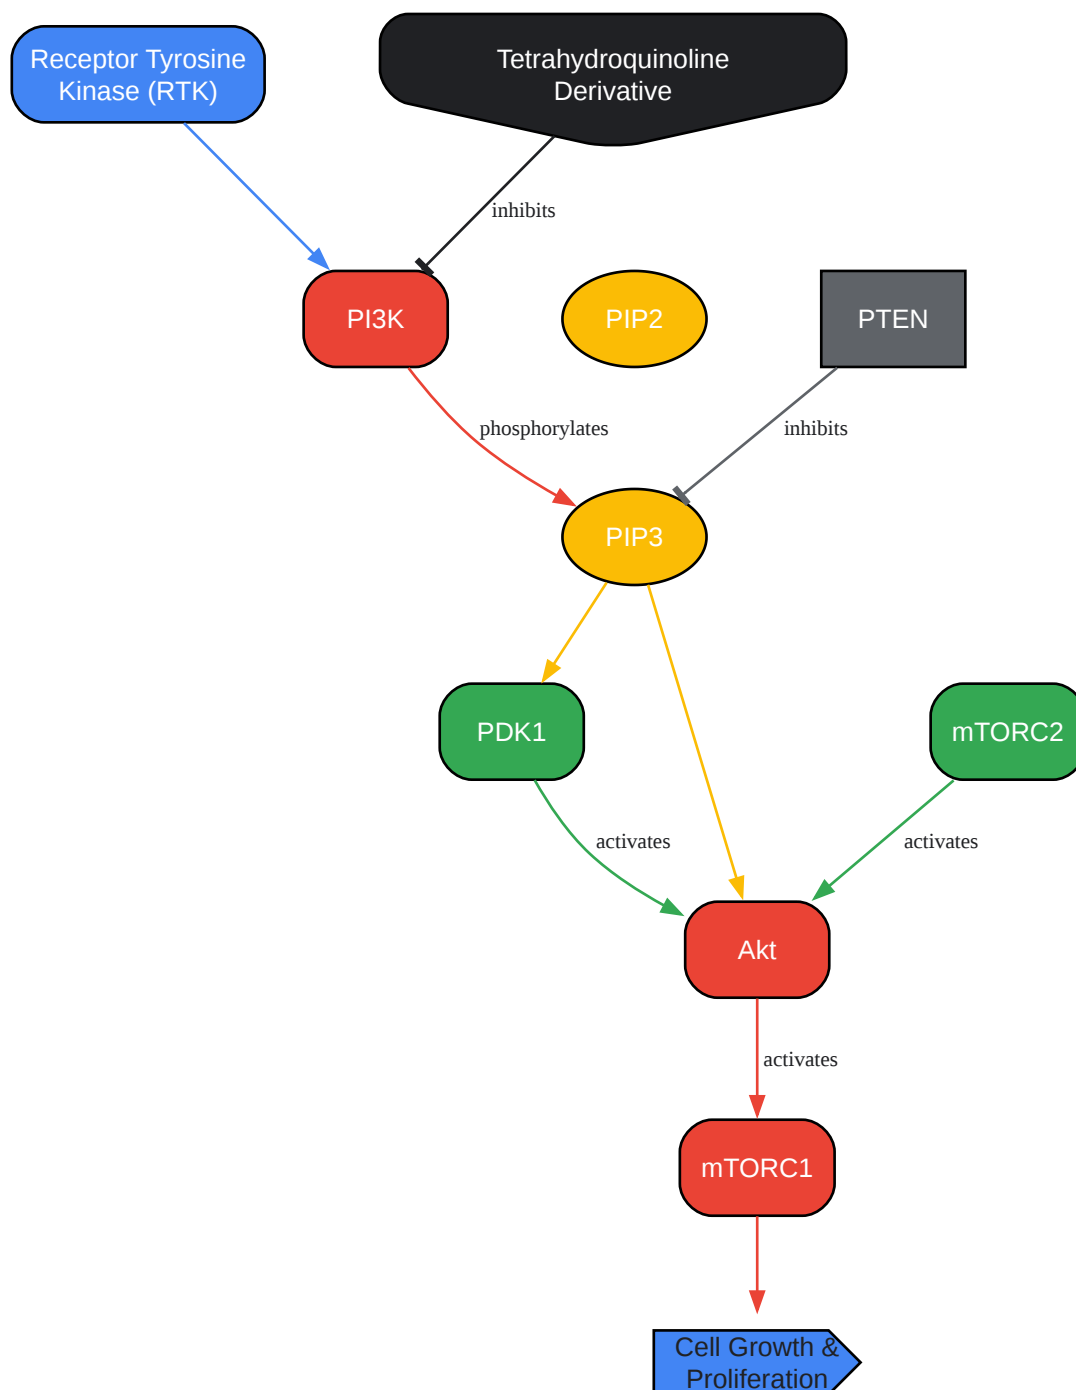 Receptor Tyrosine
Kinase (RTK)
Tetrahydroquinoline
Derivative
inhibits
PI3K
PIP2
PTEN
phosphorylates
inhibits
PIP3
PDK1
mTORC2
activates
activates
Akt
activates
mTORC1
Cell Growth &
Proliferation